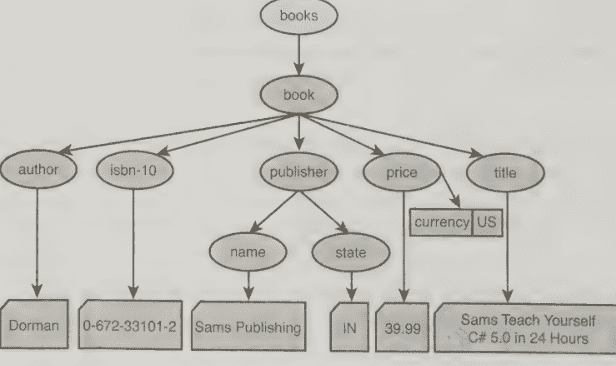 books
book
author
isbn-10
publisher
price
title
currency US
name
state
Dorman
0-672-33101-2
Sams Publishing
IN
39.99
Sams Teach Yourself
C# 5.0 in 24 Hours